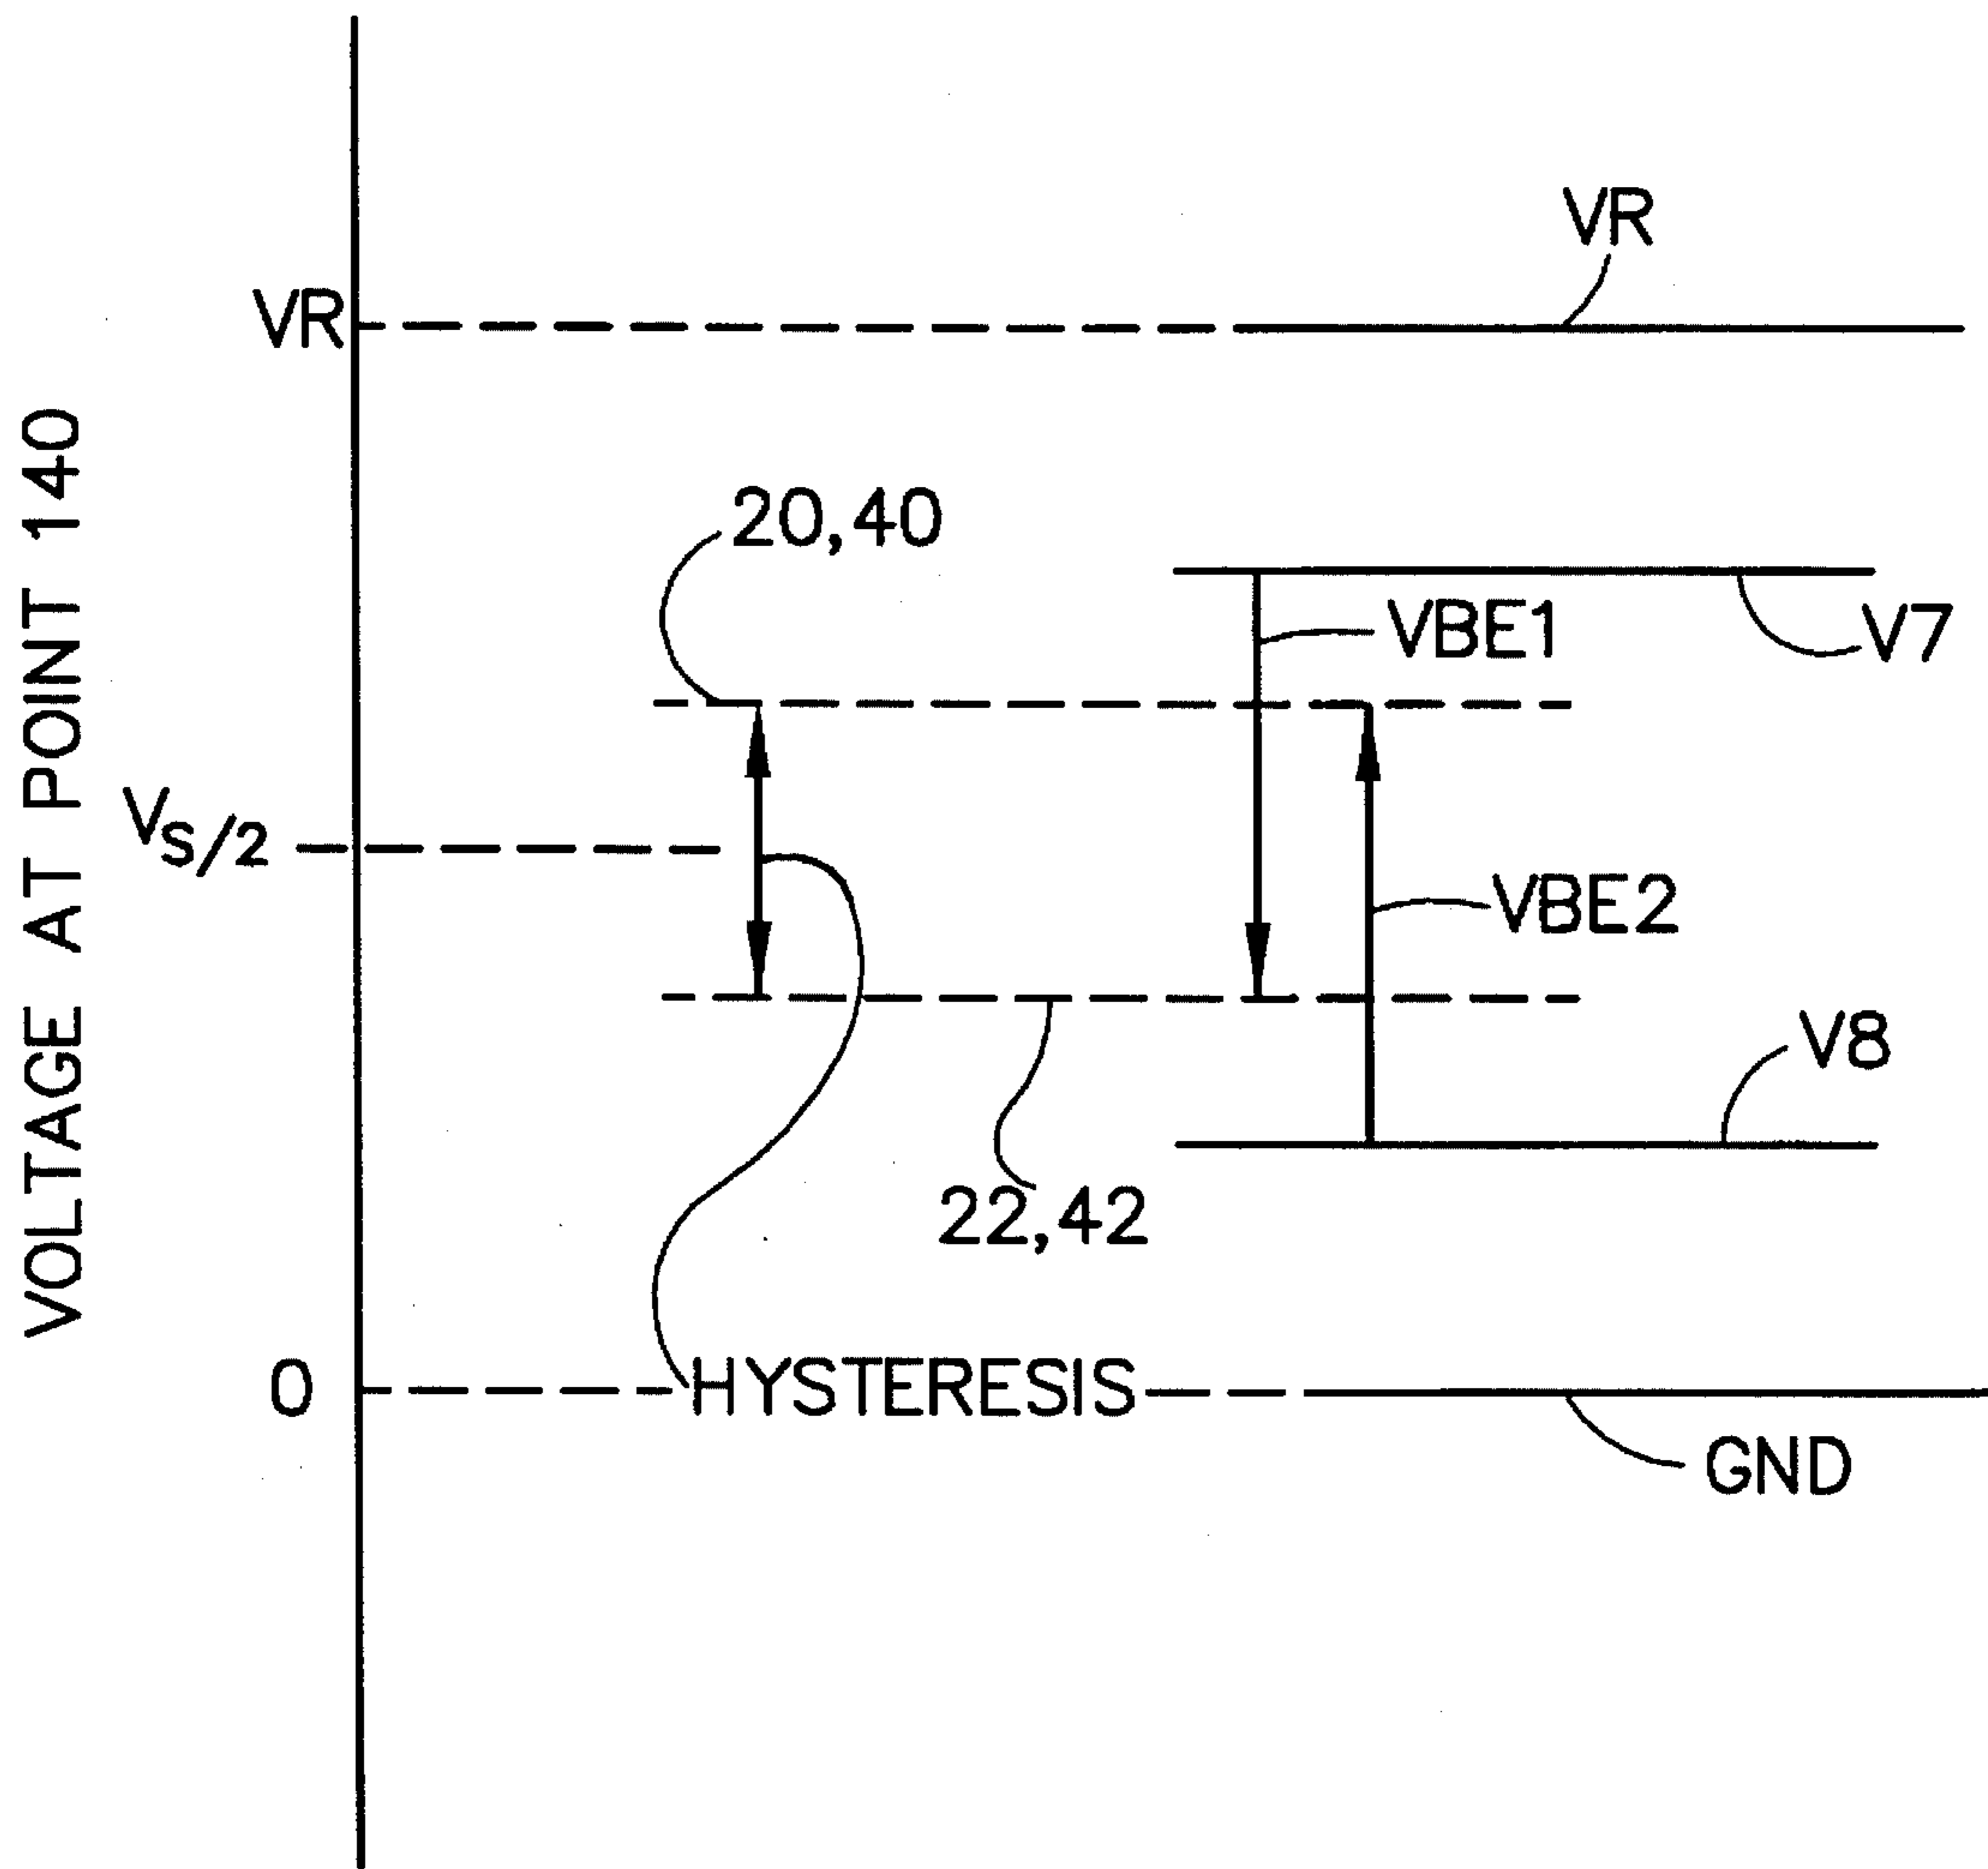 VOLTAGE AT POINT 140
VR
VR
20,40
VBE1
V7
VS/2
VBE2
V8
22,42
0
HYSTERESIS
GND